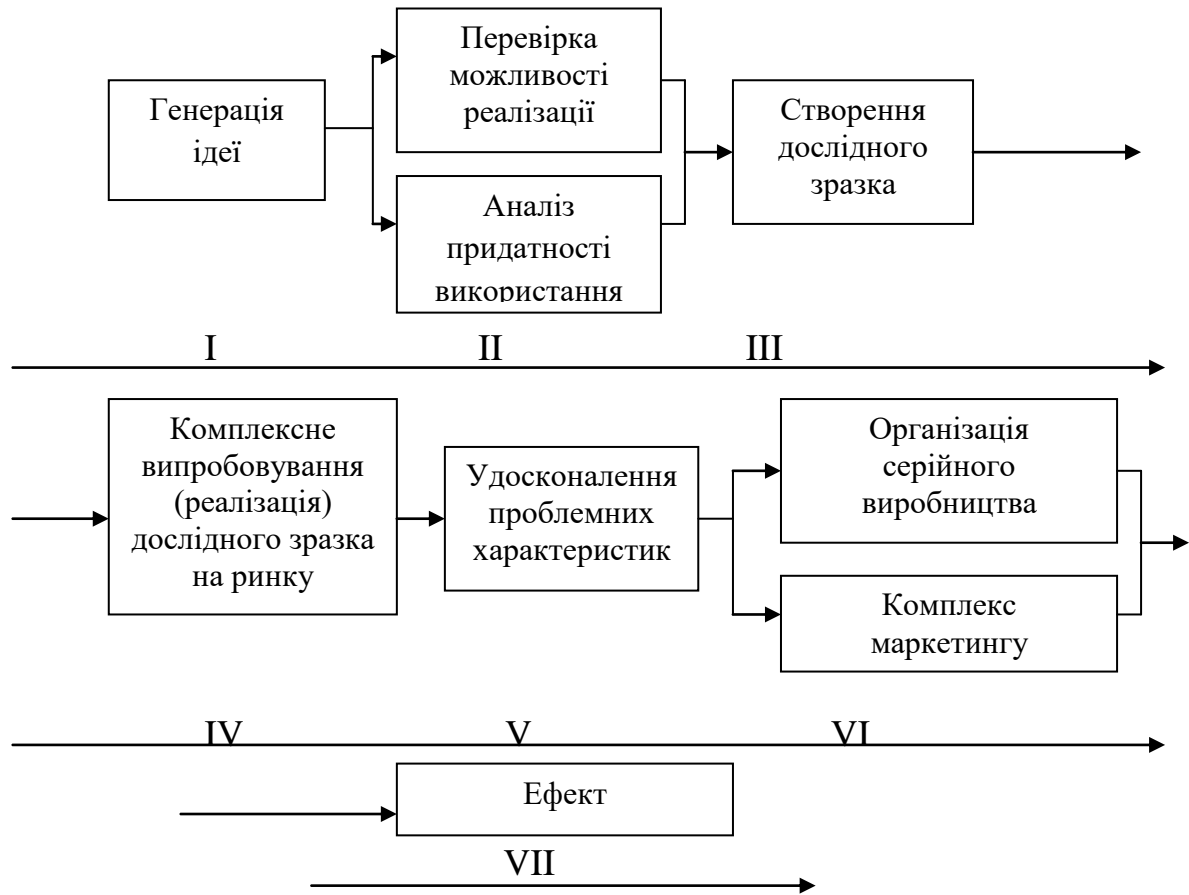 Генерація
ідеї
Перевірка
можливості
реалізації
Аналіз
придатності
використання
Створення
дослідного
зразка
I
II
III
Комплексне
випробовування
(реалізація)
дослідного зразка
на ринку
Удосконалення
проблемних
характеристик
Організація
серійного
виробництва
Комплекс
маркетингу
IV
V
VI
Ефект
VII